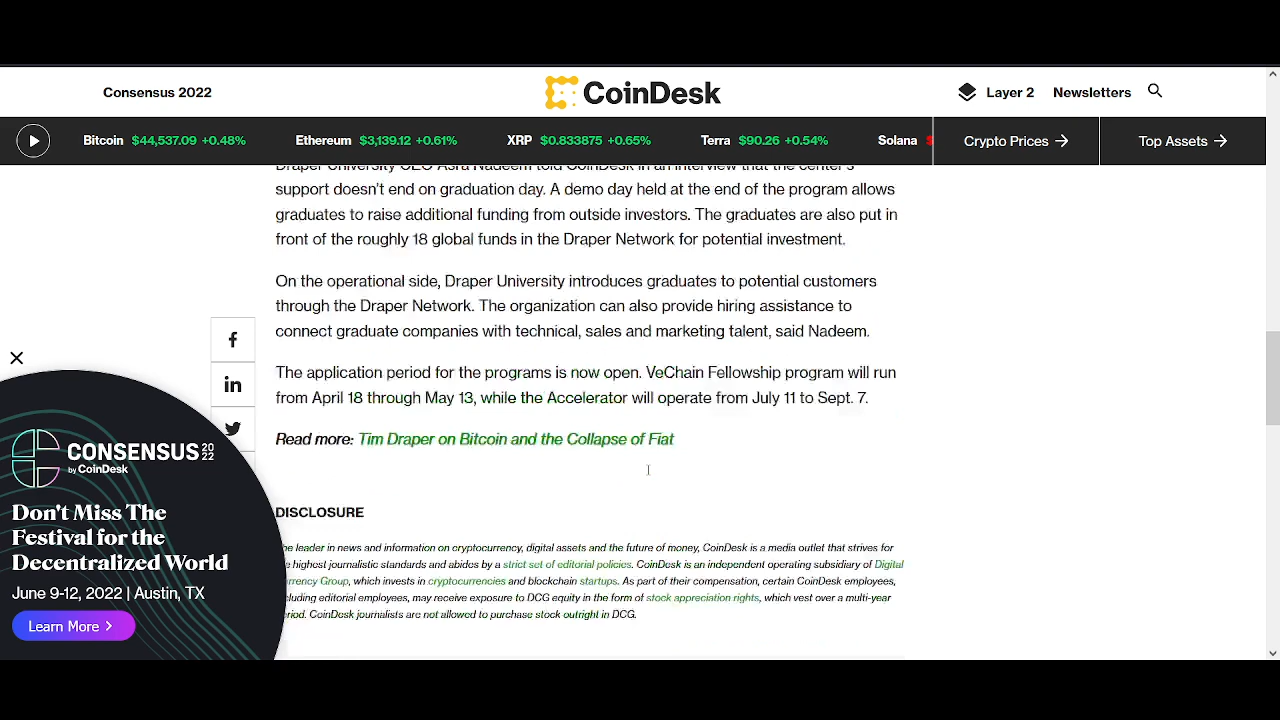 Consensus 2022
CoinDesk
Layer 2
Newsletters
Bitcoin $44,537.09 +0.48%
Ethereum $3,139.12 +0.61%
XRP $0.833875 +0.65%
Terra $90.26 +0.54%
Solana
Crypto Prices
Top Assets
Draper University CEO Asra Nadeem told CoinDesk in an interview that the center's
support doesn't end on graduation day. A demo day held at the end of the program allows
graduates to raise additional funding from outside investors. The graduates are also put in
front of the roughly 18 global funds in the Draper Network for potential investment.
On the operational side, Draper University introduces graduates to potential customers
through the Draper Network. The organization can also provide hiring assistance to
connect graduate companies with technical, sales and marketing talent, said Nadeem.
The application period for the programs is now open. VeChain Fellowship program will run
from April 18 through May 13, while the Accelerator will operate from July 11 to Sept. 7.
Read more: Tim Draper on Bitcoin and the Collapse of Fiat
DISCLOSURE
he leader in news and information on cryptocurrency, digital assets and the future of money, CoinDesk is a media outlet that strives for
e highest journalistic standards and abides by a strict set of editorial policies. CoinDesk is an independent operating subsidiary of Digital
rrency Group, which invests in cryptocurrencies and blockchain startups. As part of their compensation, certain CoinDesk employees,
cluding editorial employees, may receive exposure to DCG equity in the form of stock appreciation rights, which vest over a multi-year
eriod. CoinDesk journalists are not allowed to purchase stock outright in DCG.
CONSENSUS 2022
by CoinDesk
Don't Miss The
Festival for the
Decentralized World
June 9-12, 2022 | Austin, TX
Learn More >